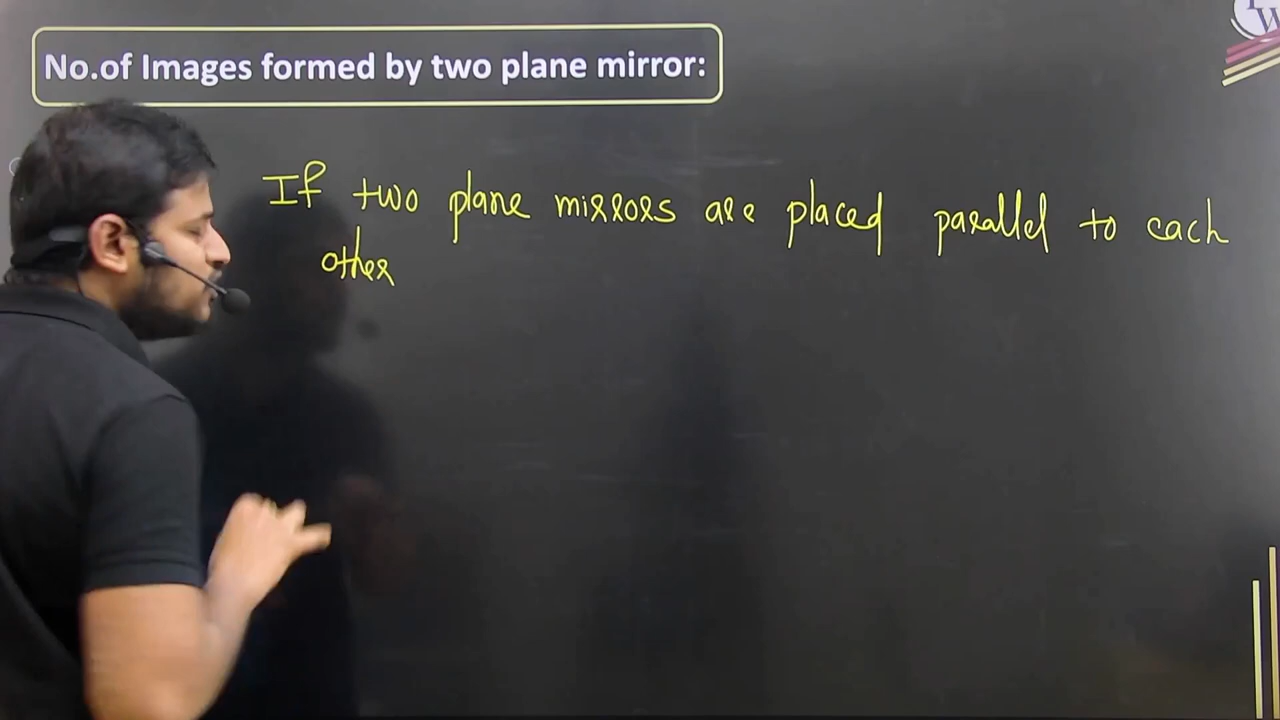 No.of Images formed by two plane mirror:
If two plane mirrors are placed parallel to each
other